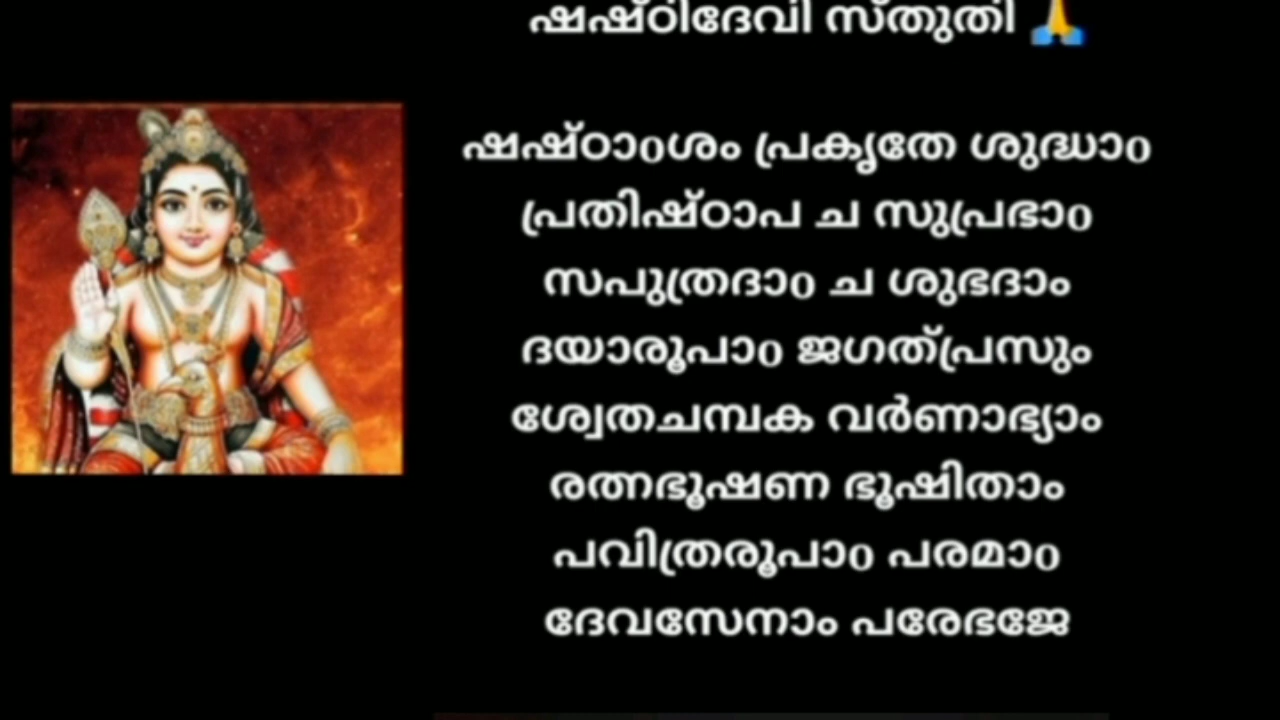 ഷഷ്ഠിദേവി സ്തുതി 🙏
ഷഷ്ഠാoശം പ്രകൃതേ ശുദ്ധാo
പ്രതിഷ്ഠാപ ച സുപ്രഭാo
സപുത്രദാo ച ശുഭദാം
ദയാരൂപാo ജഗത്പ്രസും
ശ്വേതചമ്പക വർണാഭ്യാം
രത്നഭൂഷണ ഭൂഷിതാം
പവിത്രരൂപാo പരമാo
ദേവസേനാം പരേഭജേ